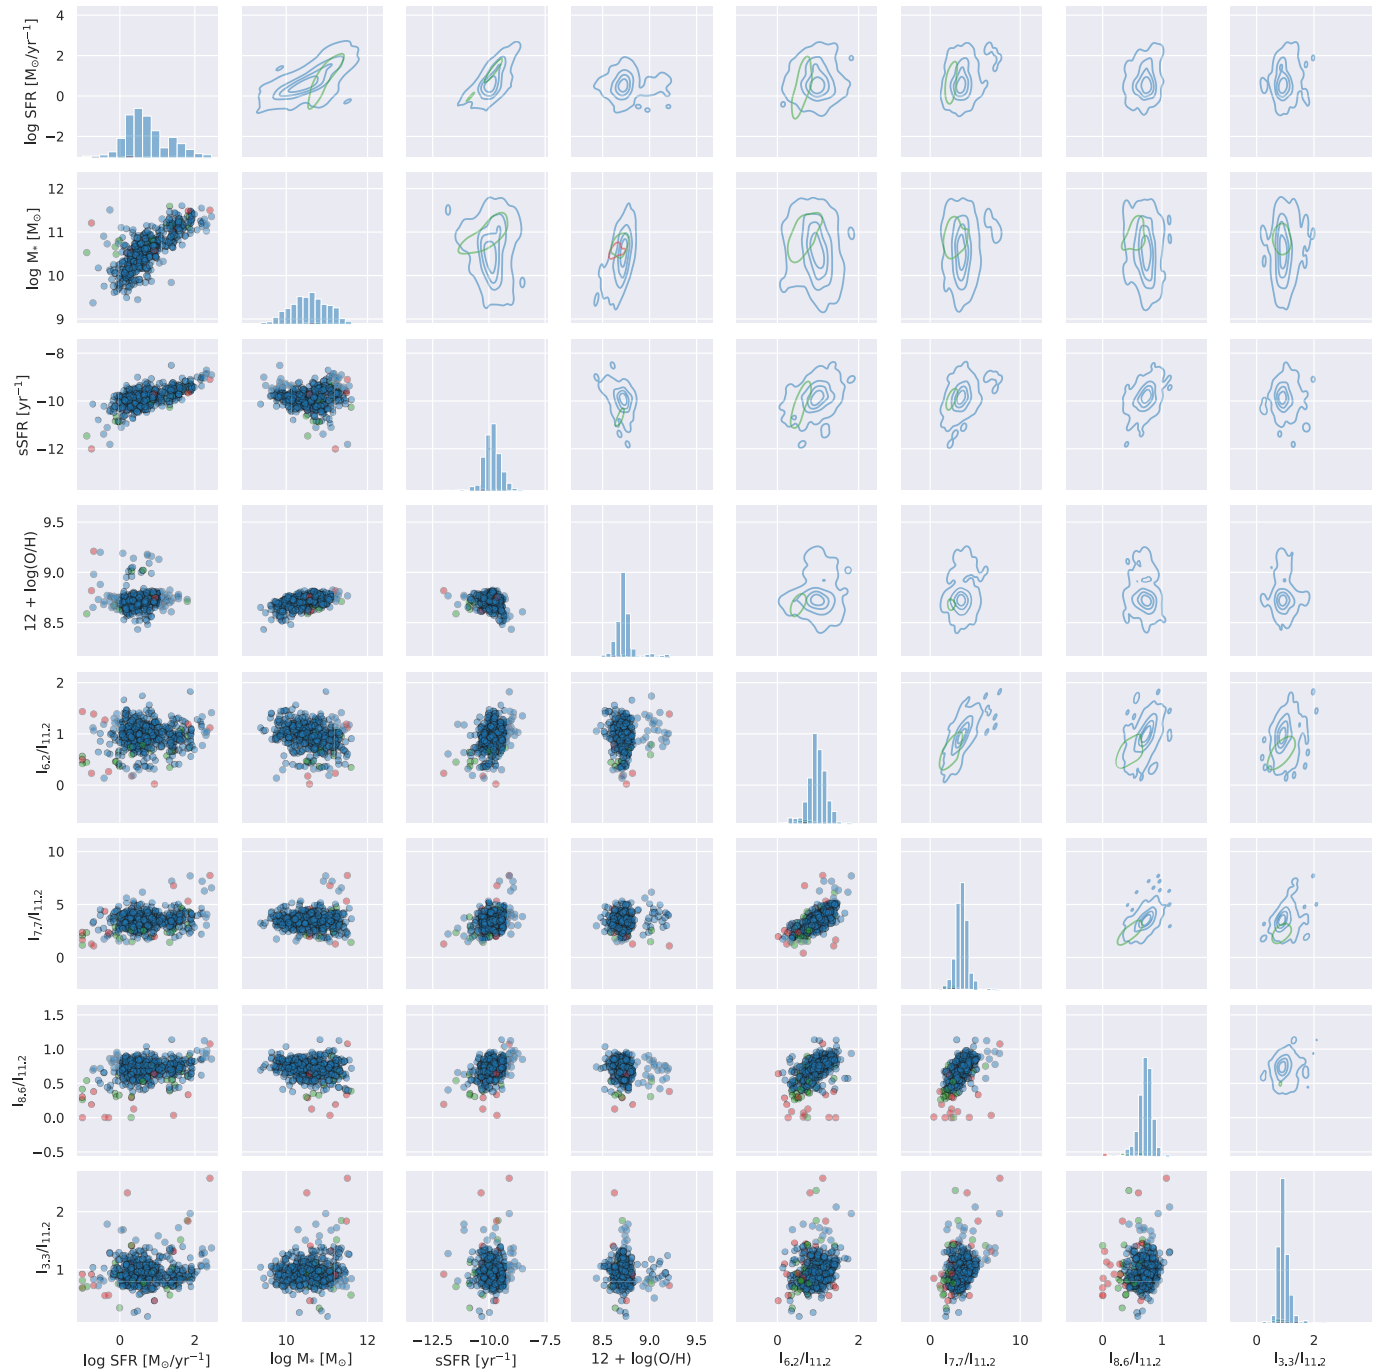 log SFR [M⊙/yr⁻¹]
4
2
0
−2
log M* [M⊙]
12
11
10
9
sSFR [yr⁻¹]
−8
−10
−12
12 + log(O/H)
9.5
9.0
8.5
I6.2/I11.2
2
1
0
I7.7/I11.2
10
5
0
I8.6/I11.2
1.5
1.0
0.5
0.0
−0.5
I3.3/I11.2
2
1
0 2
10 12
−12.5 −10.0 −7.5
8.5 9.0 9.5
0 2
0 10
0 1
0 2
log SFR [M⊙/yr⁻¹]
log M* [M⊙]
sSFR [yr⁻¹]
12 + log(O/H)
I6.2/I11.2
I7.7/I11.2
I8.6/I11.2
I3.3/I11.2